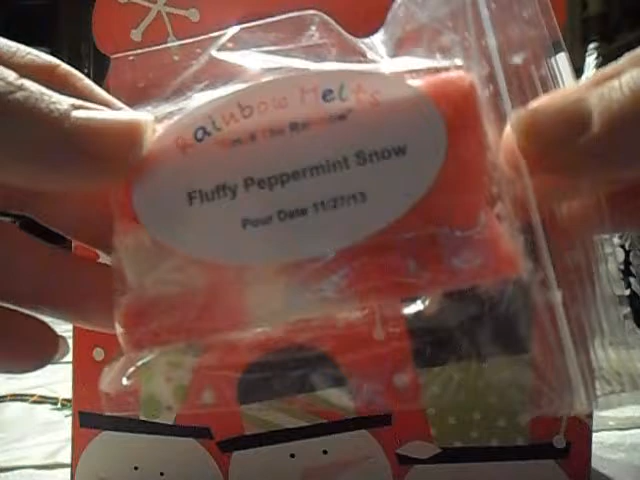 Rainbow Melts
Fluffy Peppermint Snow
Pour Date 11/27/13